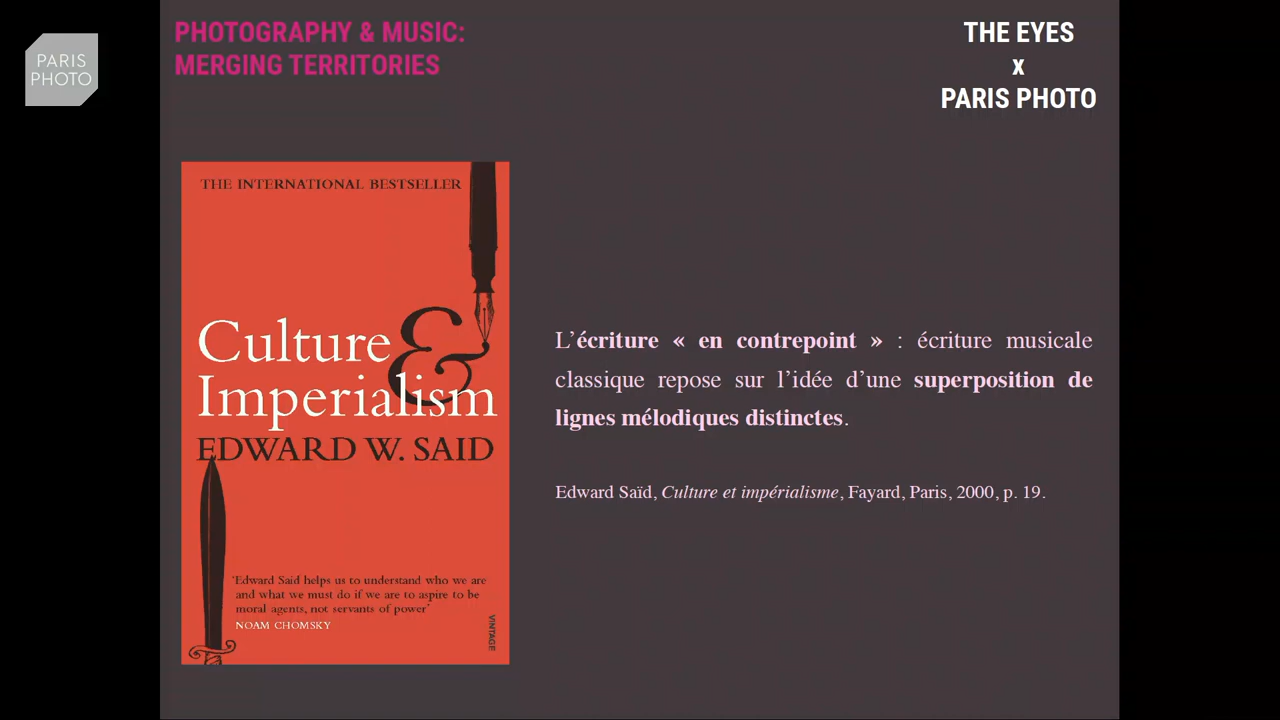 PARIS
PHOTO
PHOTOGRAPHY & MUSIC:
MERGING TERRITORIES
THE EYES
x
PARIS PHOTO
THE INTERNATIONAL BESTSELLER
Culture &
Imperialism
EDWARD W. SAID
'Edward Said helps us to understand who we are
and what we must do if we are to aspire to be
moral agents, not servants of power'
NOAM CHOMSKY
VINTAGE
L’écriture « en contrepoint » : écriture musicale
classique repose sur l’idée d’une superposition de
lignes mélodiques distinctes.
Edward Saïd, Culture et impérialisme, Fayard, Paris, 2000, p. 19.